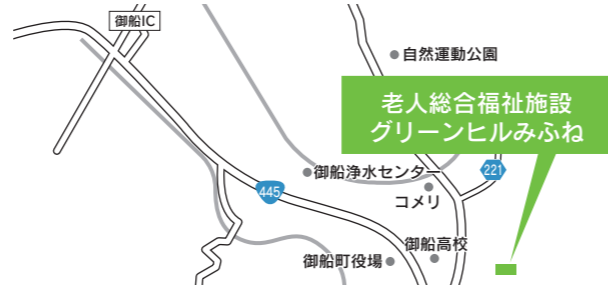 御船IC
自然運動公園
老人総合福祉施設
グリーンヒルみふね
御船浄水センター
221
445
コメリ
御船高校
御船町役場